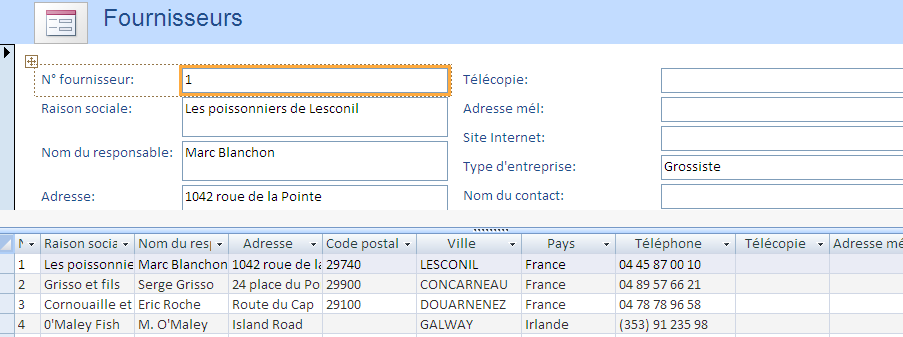 Fournisseurs
N° fournisseur: 1 Télécopie:
Raison sociale: Les poissonniers de Lesconil Adresse mél:
Site Internet:
Nom du responsable: Marc Blanchon Type d'entreprise: Grossiste
Adresse: 1042 roue de la Pointe Nom du contact:
N Raison socia Nom du resp Adresse Code postal Ville Pays Téléphone Télécopie Adresse mé
1 Les poissonnie Marc Blanchon 1042 roue de la 29740 LESCONIL France 04 45 87 00 10
2 Grisso et fils Serge Grisso 24 place du Po 29900 CONCARNEAU France 04 89 57 66 21
3 Cornouaille et Eric Roche Route du Cap 29100 DOUARNENEZ France 04 78 78 96 58
4 0'Maley Fish M. O'Maley Island Road GALWAY Irlande (353) 91 235 98